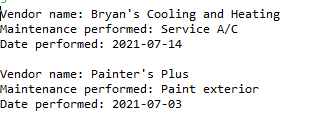 Vendor name: Bryan's Cooling and Heating
Maintenance performed: Service A/C
Date performed: 2021-07-14

Vendor name: Painter's Plus
Maintenance performed: Paint exterior
Date performed: 2021-07-03